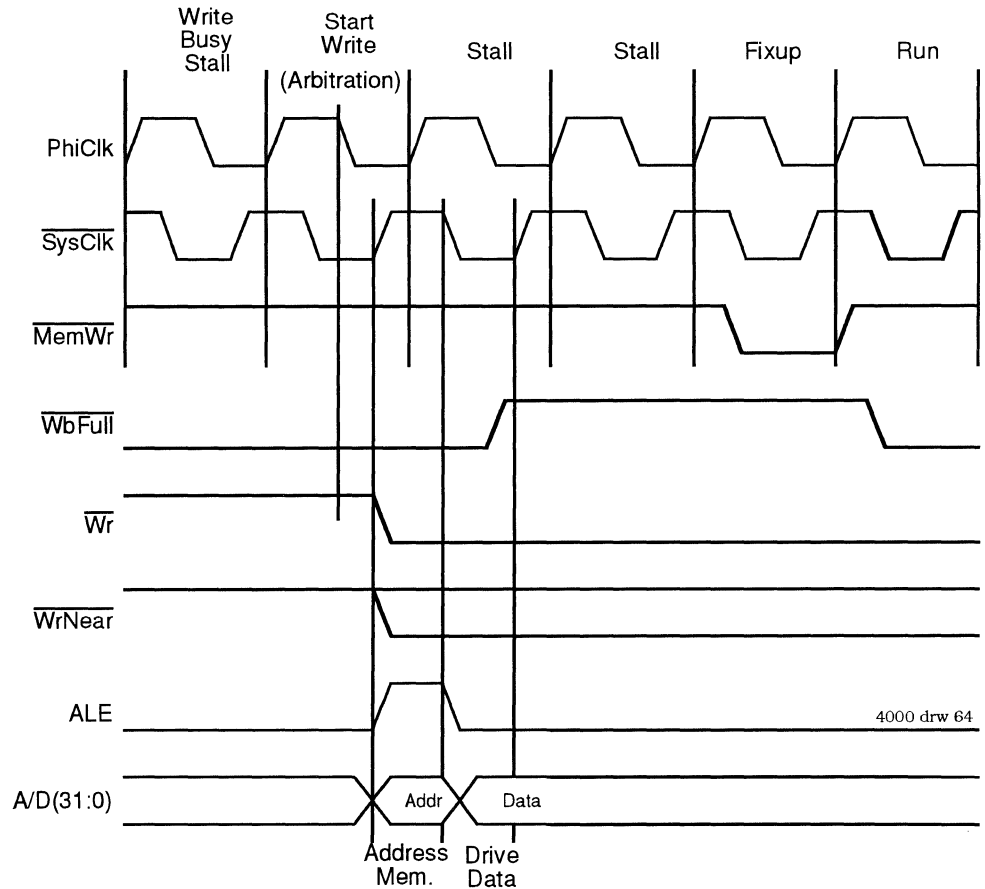 Write
Busy
Stall
Start
Write
(Arbitration)
Stall
Stall
Fixup
Run
PhiClk
SysClk
MemWr
WbFull
Wr
WrNear
ALE
4000 drw 64
A/D(31:0)
Addr
Data
Address
Mem.
Drive
Data